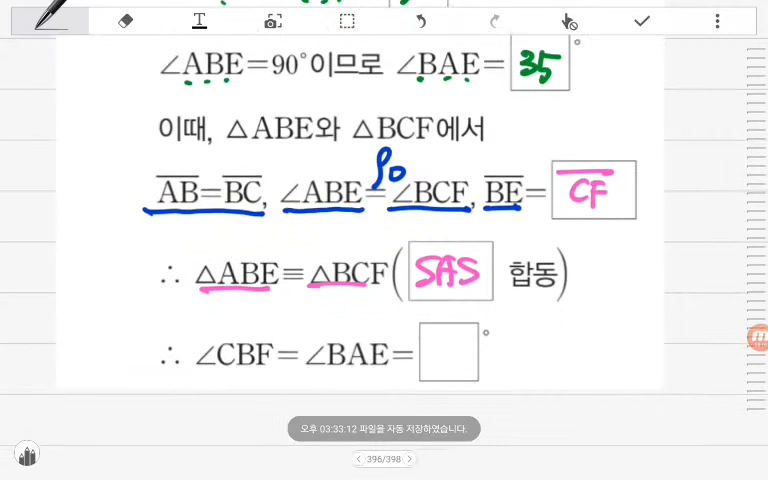 ∠ABE=90°이므로 ∠BAE= 35 °
이때, △ABE와 △BCF에서
90
AB=BC, ∠ABE=∠BCF, BE= CF
∴ △ABE≡△BCF( SAS 합동)
∴ ∠CBF=∠BAE= °
오후 03:33:12 파일을 자동 저장하였습니다.
396/398